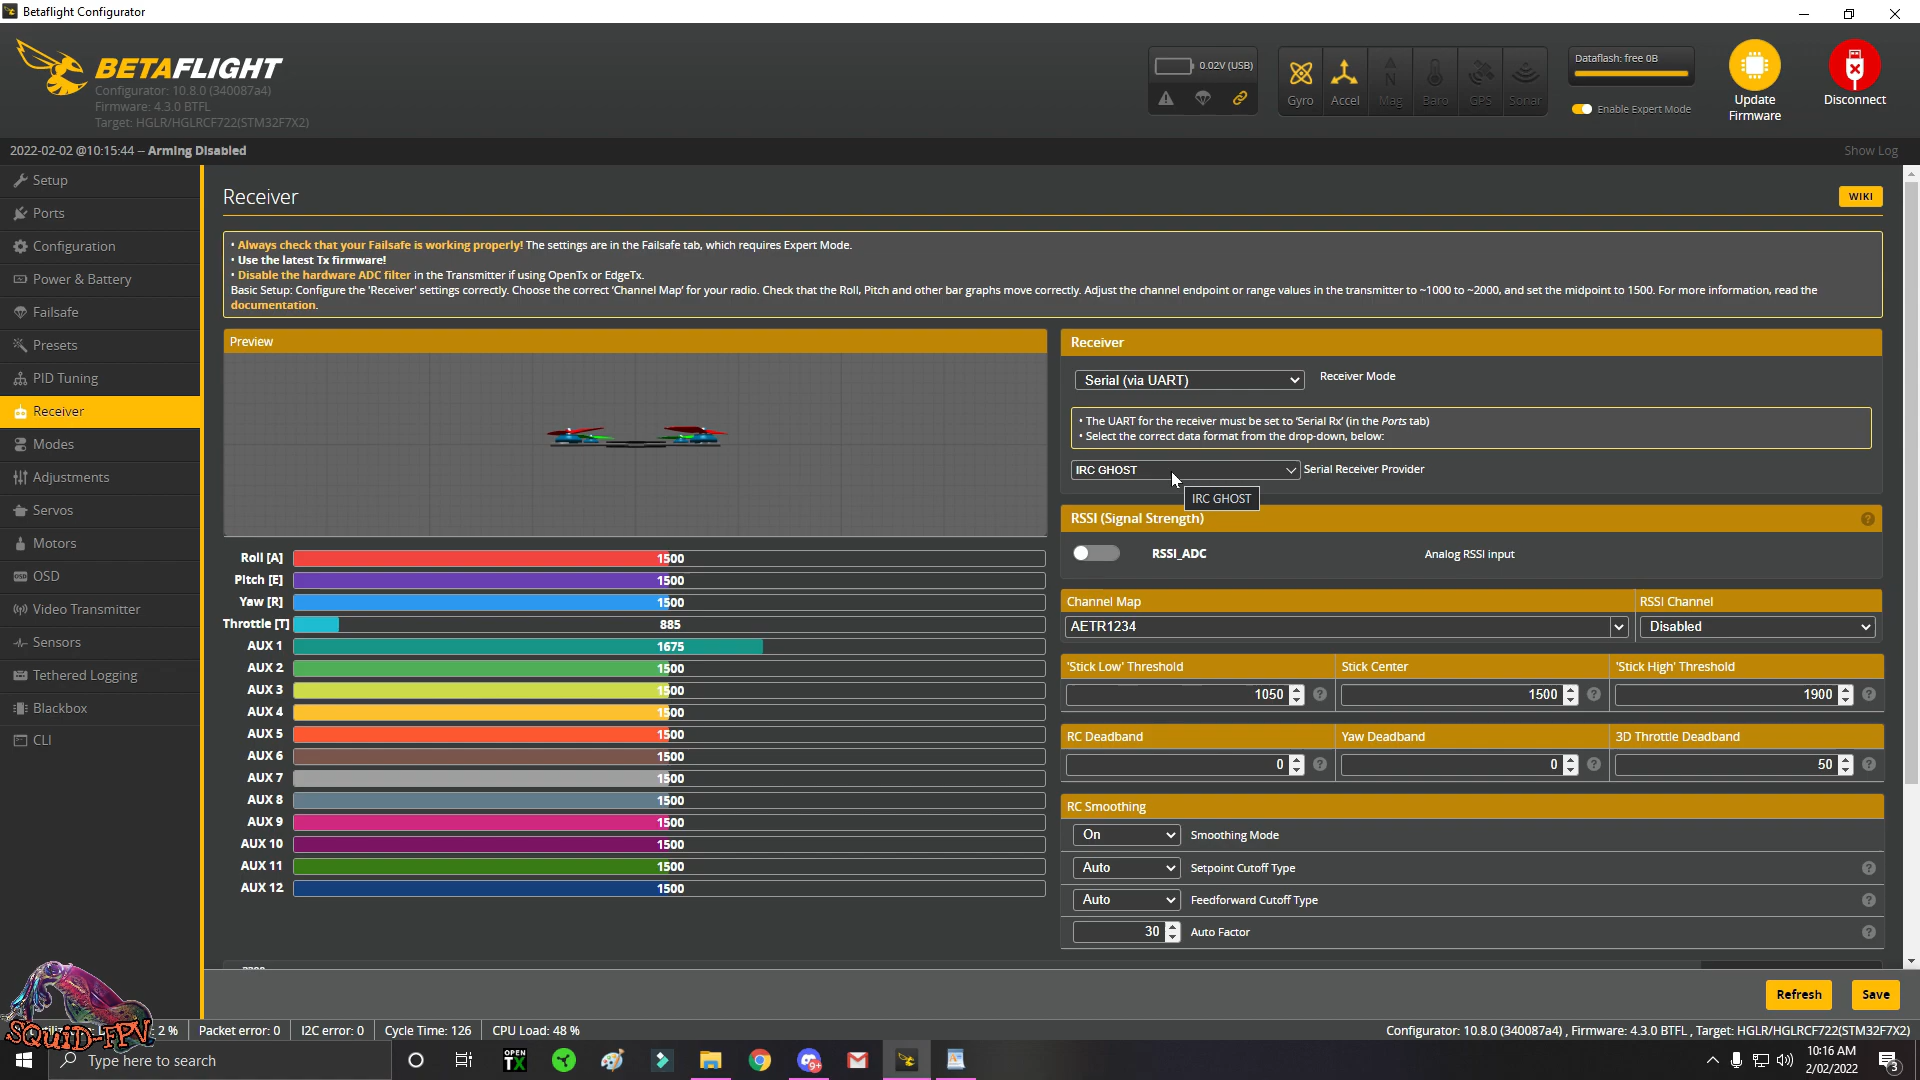 Betaflight Configurator
BETAFLIGHT
Configurator: 10.8.0 (340087a4)
Firmware: 4.3.0 BTFL
Target: HGLR/HGLRCF722(STM32F7X2)
0.02V (USB)
Gyro
Accel
Mag
Baro
GPS
Sonar
Dataflash: free 0B
Enable Expert Mode
Update
Firmware
Disconnect
2022-02-02 @10:15:44 -- Arming Disabled
Show Log
Setup
Ports
Configuration
Power & Battery
Failsafe
Presets
PID Tuning
Receiver
Modes
Adjustments
Servos
Motors
OSD
Video Transmitter
Sensors
Tethered Logging
Blackbox
CLI
Receiver
WIKI
• Always check that your Failsafe is working properly! The settings are in the Failsafe tab, which requires Expert Mode.
• Use the latest Tx firmware!
• Disable the hardware ADC filter in the Transmitter if using OpenTx or EdgeTx.
Basic Setup: Configure the 'Receiver' settings correctly. Choose the correct 'Channel Map' for your radio. Check that the Roll, Pitch and other bar graphs move correctly. Adjust the channel endpoint or range values in the transmitter to ~1000 to ~2000, and set the midpoint to 1500. For more information, read the
documentation.
Preview
Roll [A] 1500
Pitch [E] 1500
Yaw [R] 1500
Throttle [T] 885
AUX 1 1675
AUX 2 1500
AUX 3 1500
AUX 4 1500
AUX 5 1500
AUX 6 1500
AUX 7 1500
AUX 8 1500
AUX 9 1500
AUX 10 1500
AUX 11 1500
AUX 12 1500
Receiver
Serial (via UART) Receiver Mode
• The UART for the receiver must be set to 'Serial Rx' (in the Ports tab)
• Select the correct data format from the drop-down, below:
IRC GHOST Serial Receiver Provider
IRC GHOST
RSSI (Signal Strength)
RSSI_ADC Analog RSSI input
Channel Map RSSI Channel
AETR1234 Disabled
'Stick Low' Threshold Stick Center 'Stick High' Threshold
1050 1500 1900
RC Deadband Yaw Deadband 3D Throttle Deadband
0 0 50
RC Smoothing
On Smoothing Mode
Auto Setpoint Cutoff Type
Auto Feedforward Cutoff Type
30 Auto Factor
Refresh
Save
SQUID-FPV
2 %
Packet error: 0
I2C error: 0
Cycle Time: 126
CPU Load: 48 %
Configurator: 10.8.0 (340087a4) , Firmware: 4.3.0 BTFL , Target: HGLR/HGLRCF722(STM32F7X2)
Type here to search
OPEN
TX
9+
10:16 AM
2/02/2022
3